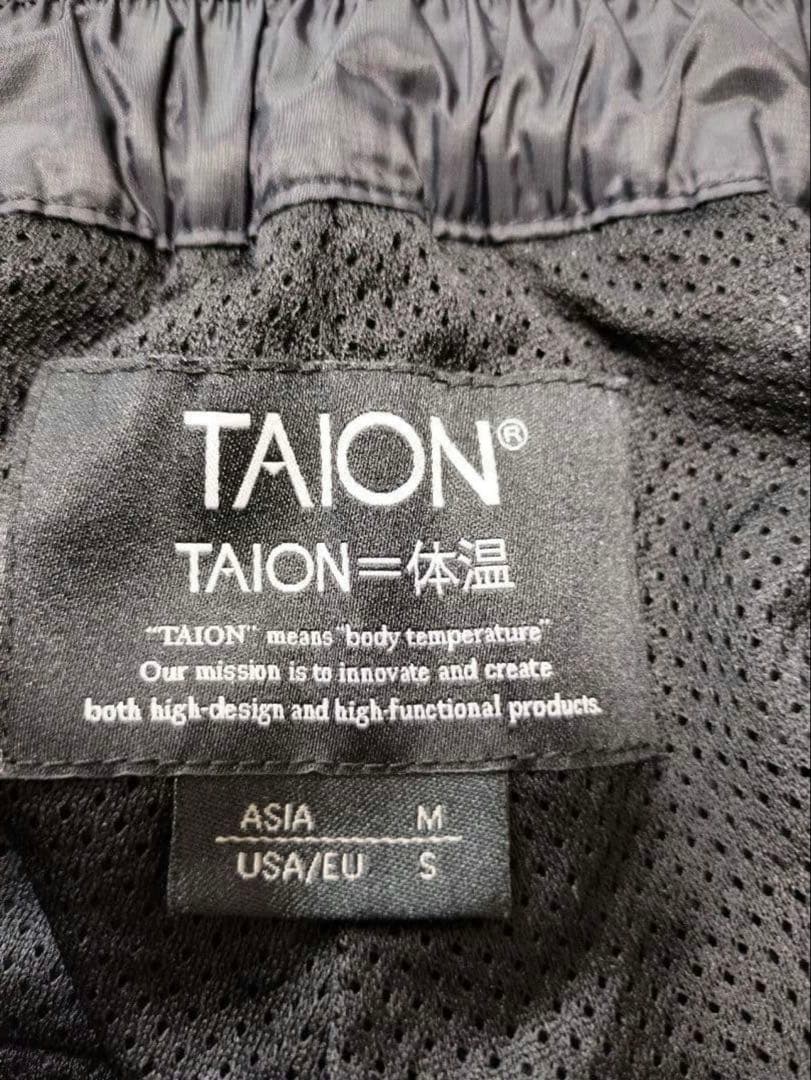 TAION®
TAION=体温
"TAION" means "body temperature"
Our mission is to innovate and create
both high-design and high-functional products.
ASIA M
USA/EU S